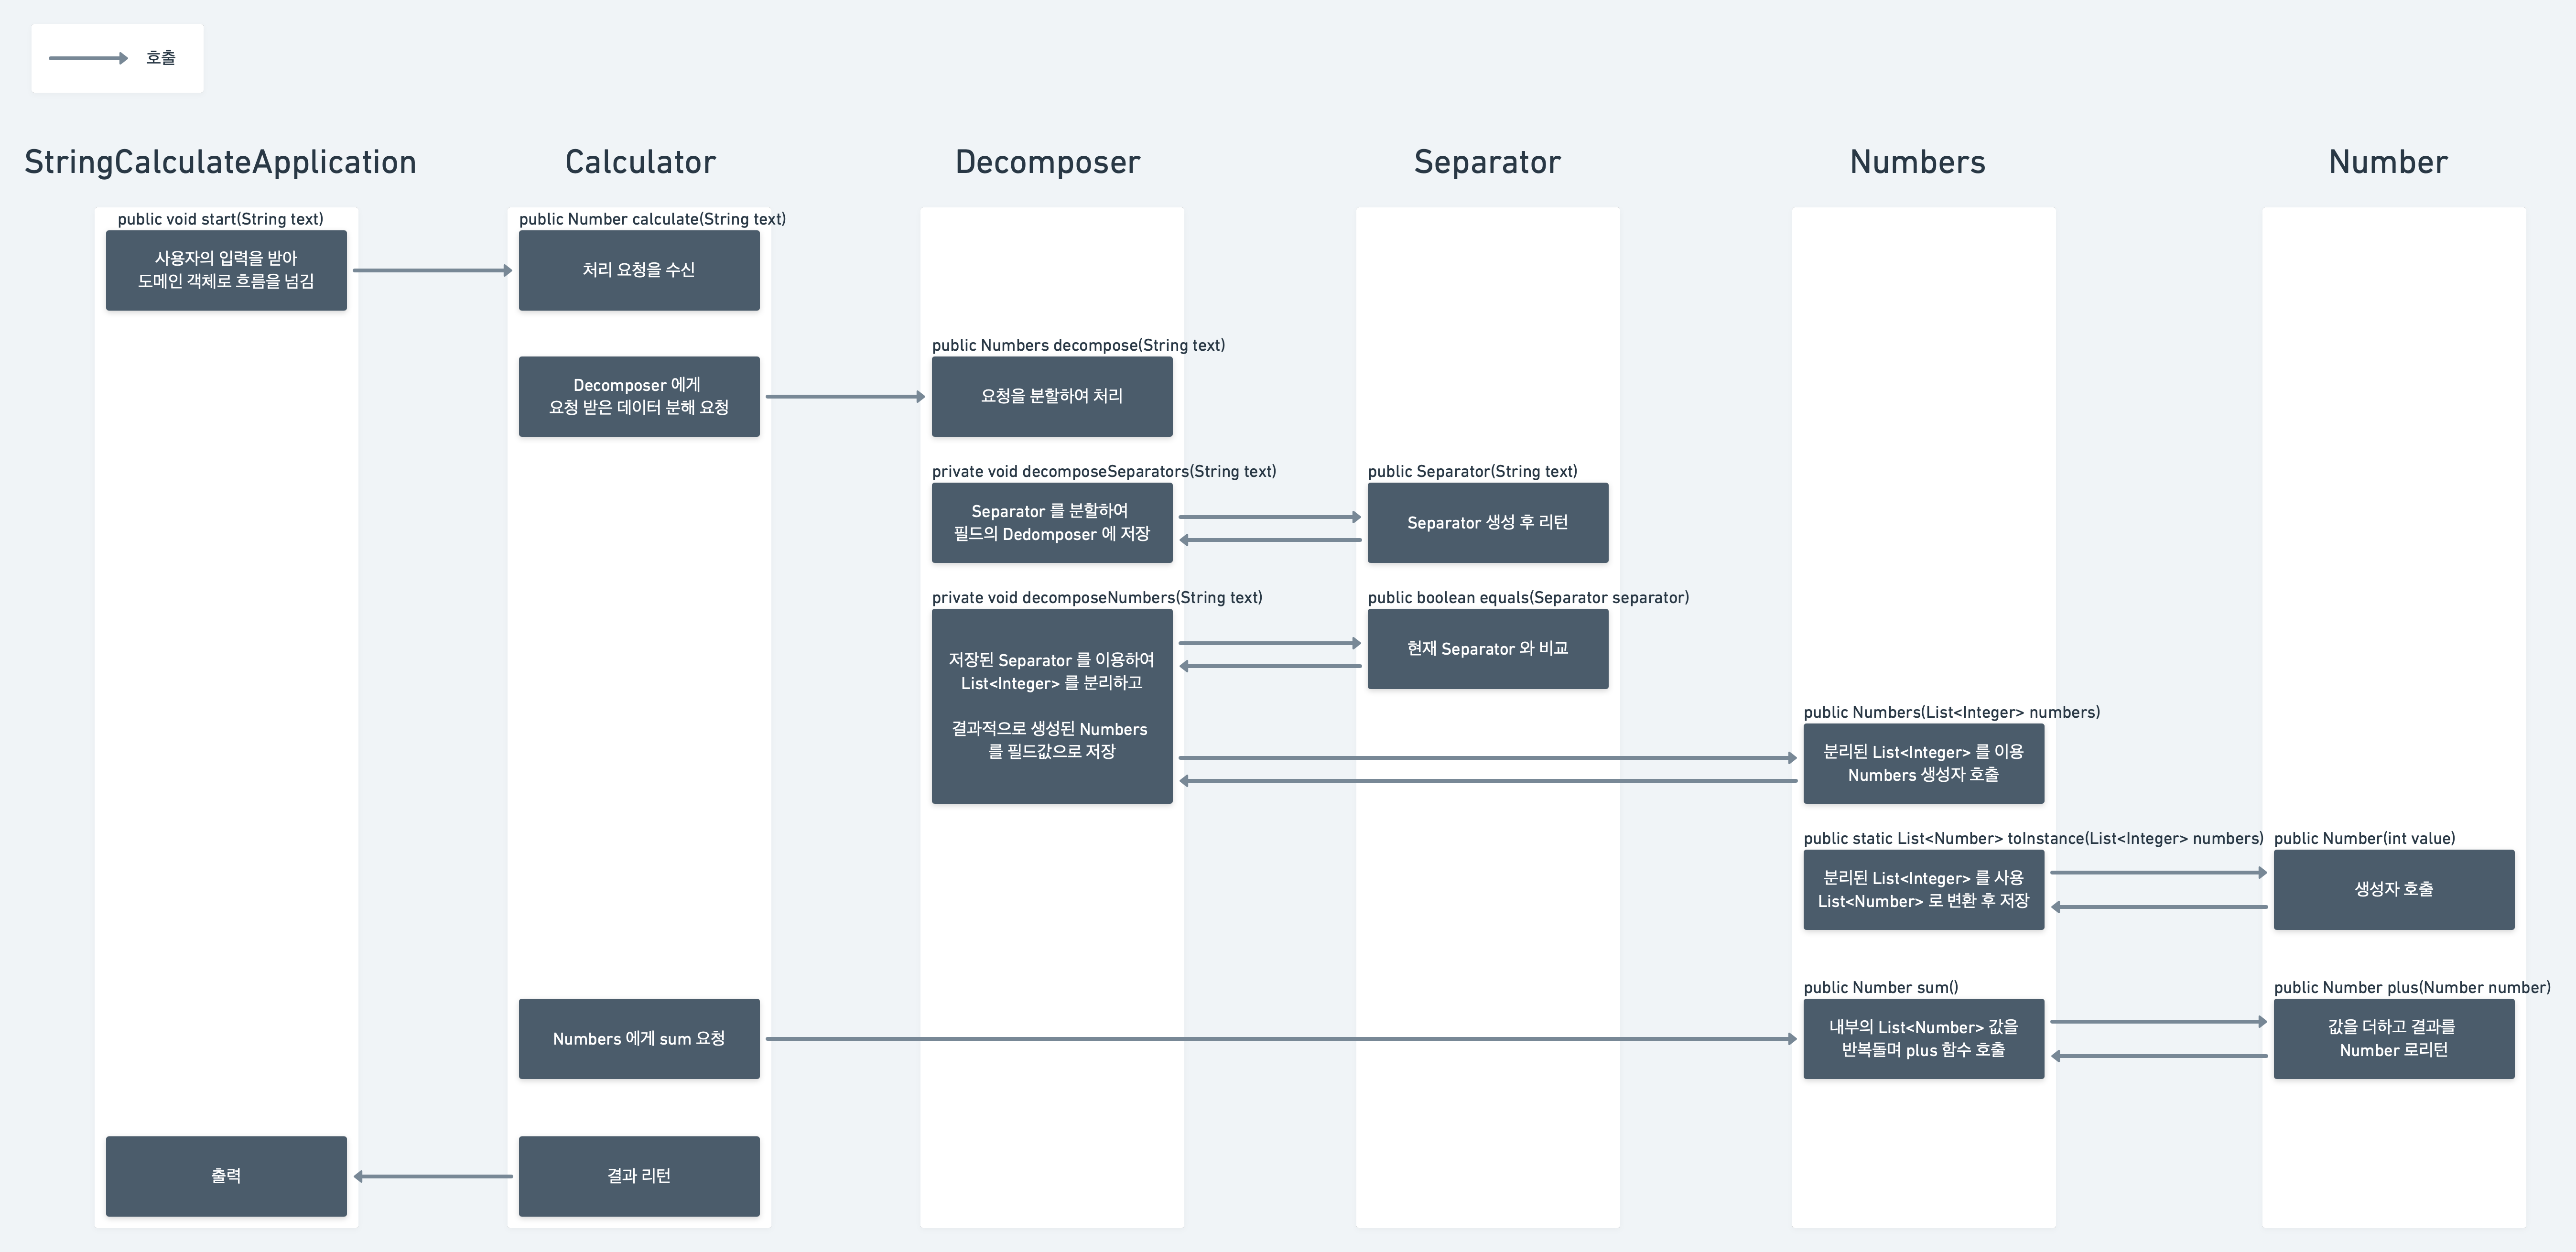 호출
StringCalculateApplication
Calculator
Decomposer
Separator
Numbers
Number
public void start(String text)
사용자의 입력을 받아
도메인 객체로 흐름을 넘김
public Number calculate(String text)
처리 요청을 수신
Decomposer 에게
요청 받은 데이터 분해 요청
public Numbers decompose(String text)
요청을 분할하여 처리
private void decomposeSeparators(String text)
Separator 를 분할하여
필드의 Dedomposer 에 저장
public Separator(String text)
Separator 생성 후 리턴
private void decomposeNumbers(String text)
저장된 Separator 를 이용하여
List<Integer> 를 분리하고
결과적으로 생성된 Numbers
를 필드값으로 저장
public boolean equals(Separator separator)
현재 Separator 와 비교
public Numbers(List<Integer> numbers)
분리된 List<Integer> 를 이용
Numbers 생성자 호출
public static List<Number> toInstance(List<Integer> numbers)
분리된 List<Integer> 를 사용
List<Number> 로 변환 후 저장
public Number(int value)
생성자 호출
Numbers 에게 sum 요청
public Number sum()
내부의 List<Number> 값을
반복돌며 plus 함수 호출
public Number plus(Number number)
값을 더하고 결과를
Number 로리턴
출력
결과 리턴